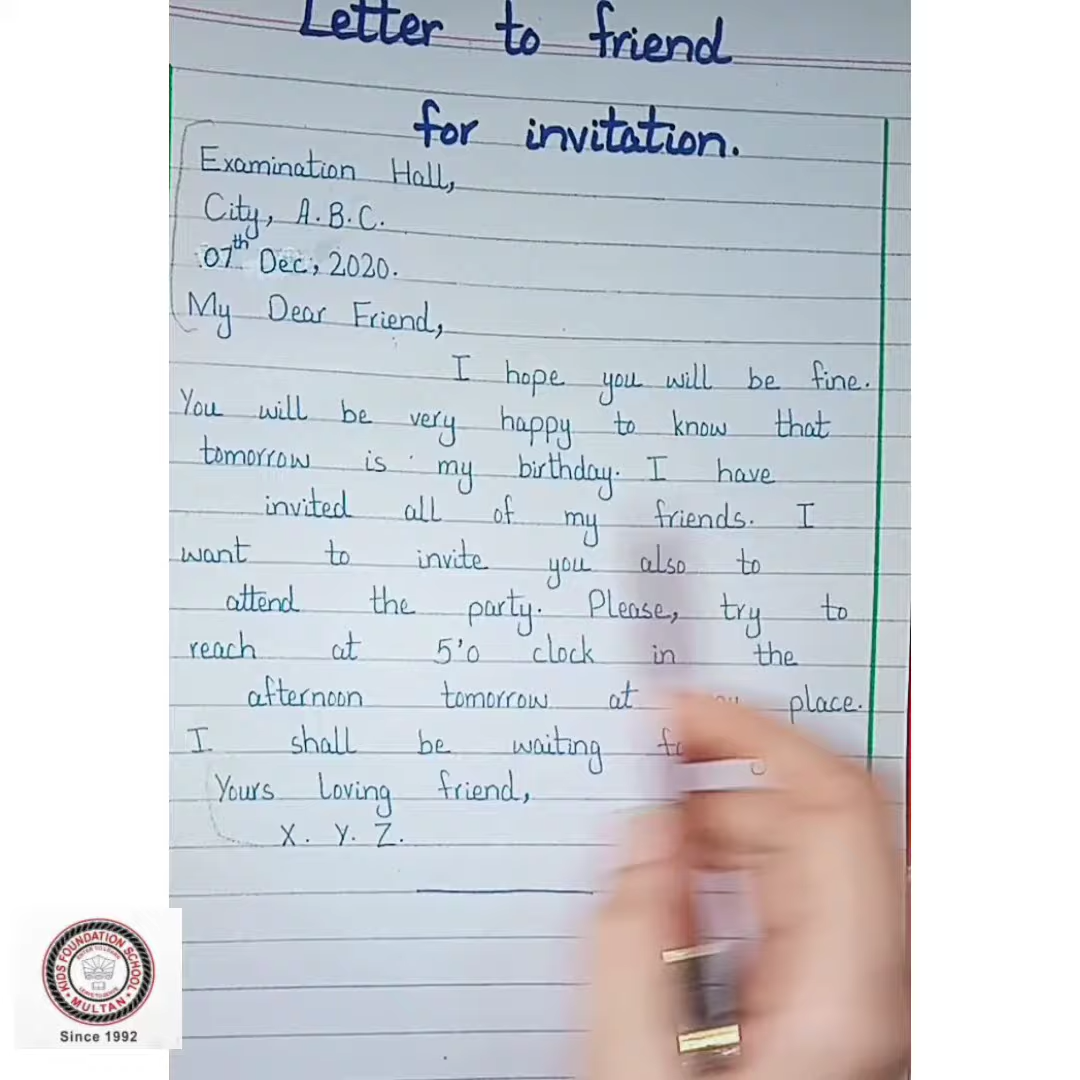 Letter to friend
for invitation.
Examination Hall,
City, A.B.C.
07th Dec, 2020.
My Dear Friend,
I hope you will be fine.
You will be very happy to know that
tomorrow is my birthday. I have
invited all of my friends. I
want to invite you also to
attend the party. Please, try to
reach at 5'0 clock in the
afternoon tomorrow at place.
I shall be waiting
Yours loving friend,
X. Y. Z.
KIDS FOUNDATION SCHOOL
MULTAN
Since 1992